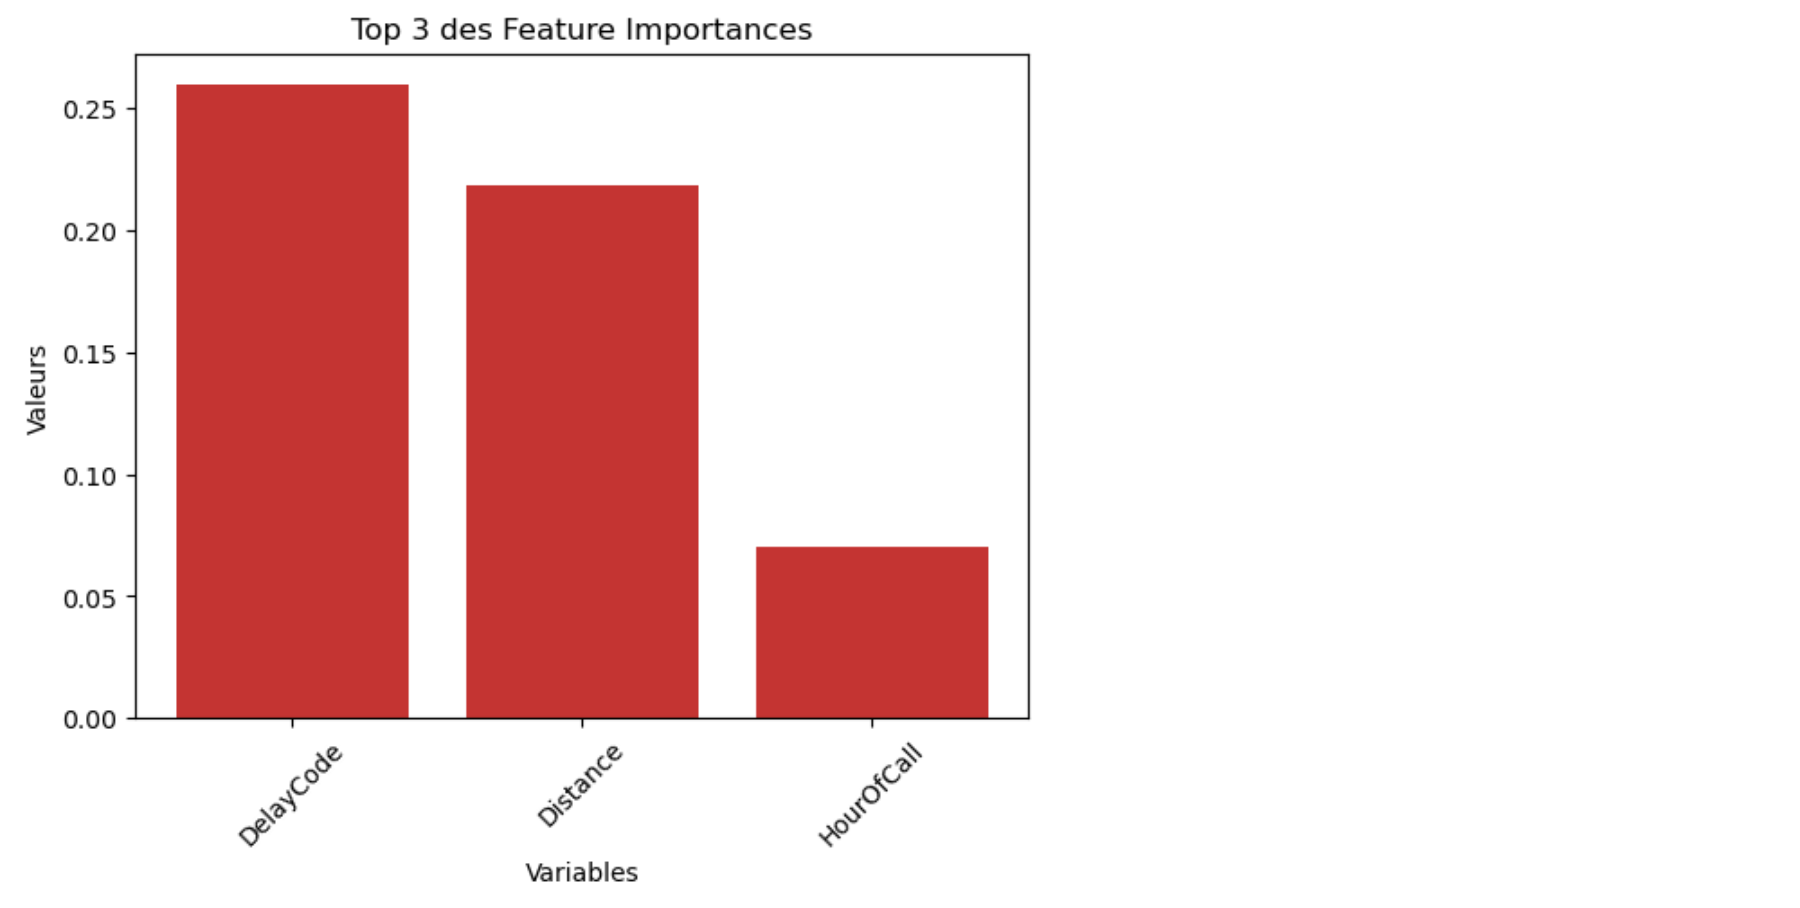 Top 3 des Feature Importances
Valeurs
0.25
0.20
0.15
0.10
0.05
0.00
DelayCode
Distance
HourOfCall
Variables